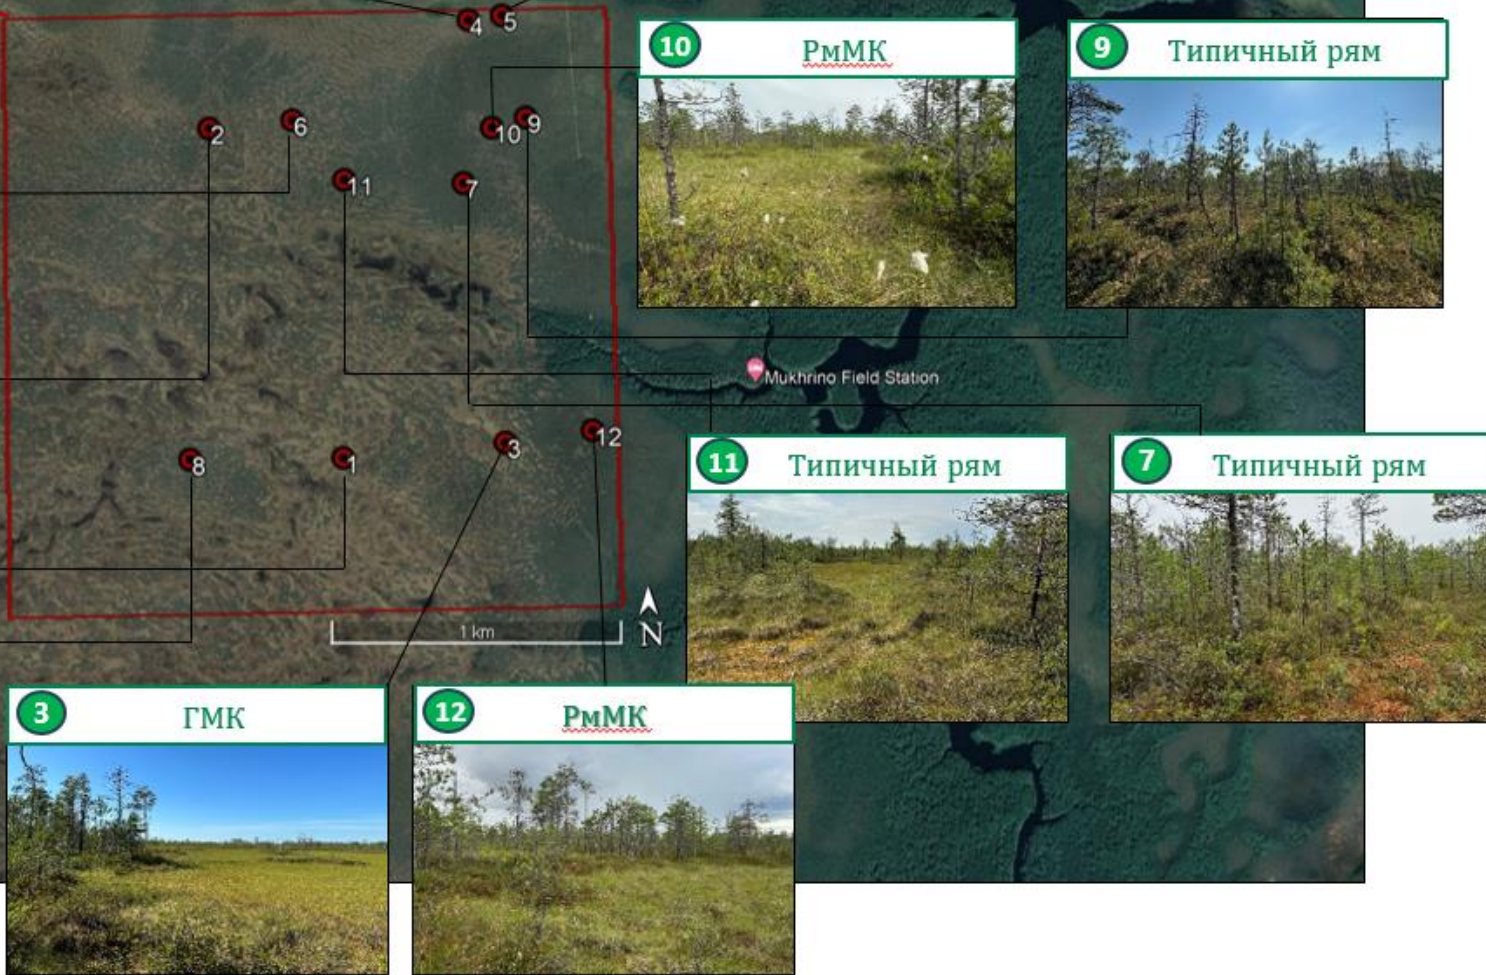 4
5
10
РмМК
9
Типичный рям
2
6
10
9
11
7
Mukhrino Field Station
8
1
3
12
11
Типичный рям
7
Типичный рям
1 km
N
3
ГМК
12
РмМК